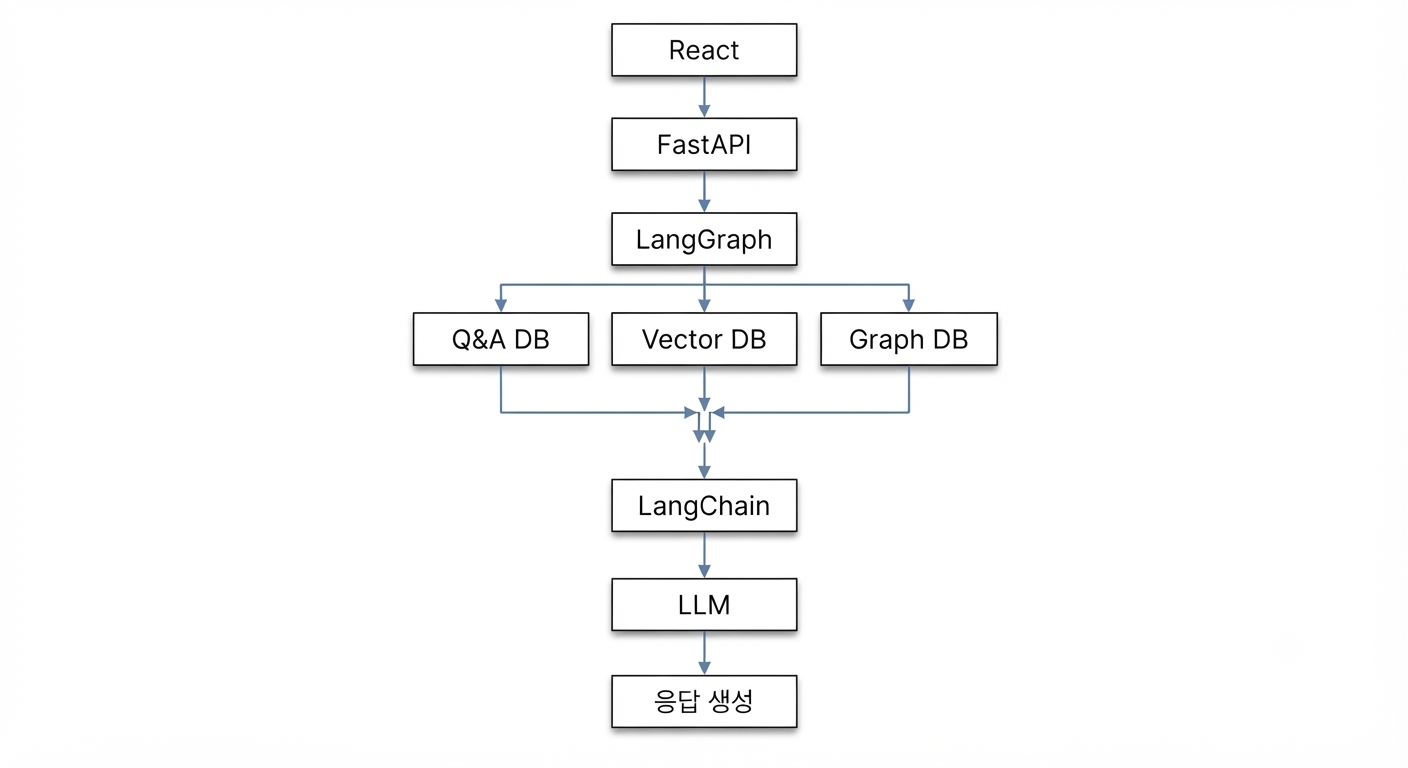 React
FastAPI
LangGraph
Q&A DB
Vector DB
Graph DB
LangChain
LLM
응답 생성